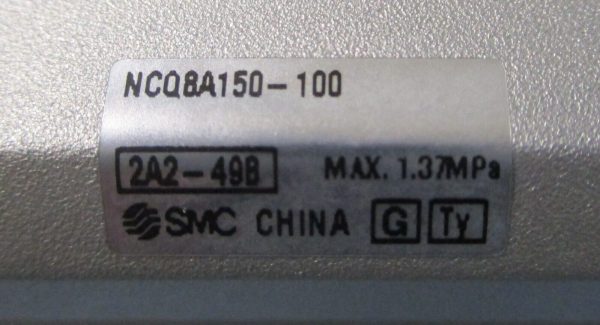 NCQ8A150-100
2A2-49B MAX. 1.37MPa
SMC CHINA G Ty